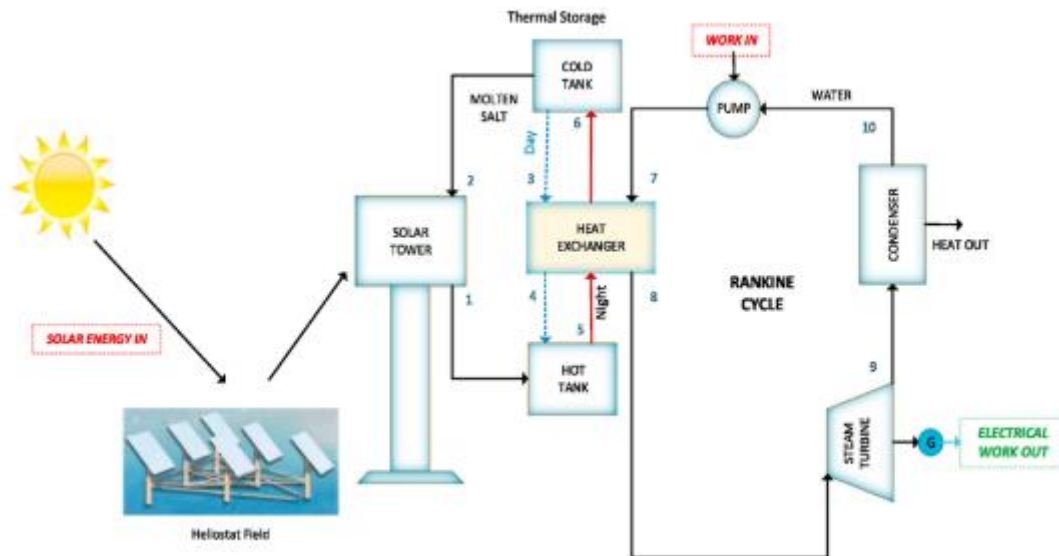 Thermal Storage
WORK IN
COLD
TANK
MOLTEN
SALT
PUMP
WATER
6
10
Day
2
3
7
SOLAR
TOWER
HEAT
EXCHANGER
CONDENSER
HEAT OUT
RANKINE
CYCLE
1
4
Night
8
5
SOLAR ENERGY IN
HOT
TANK
9
STEAM
TURBINE
G
ELECTRICAL
WORK OUT
Heliostat Field